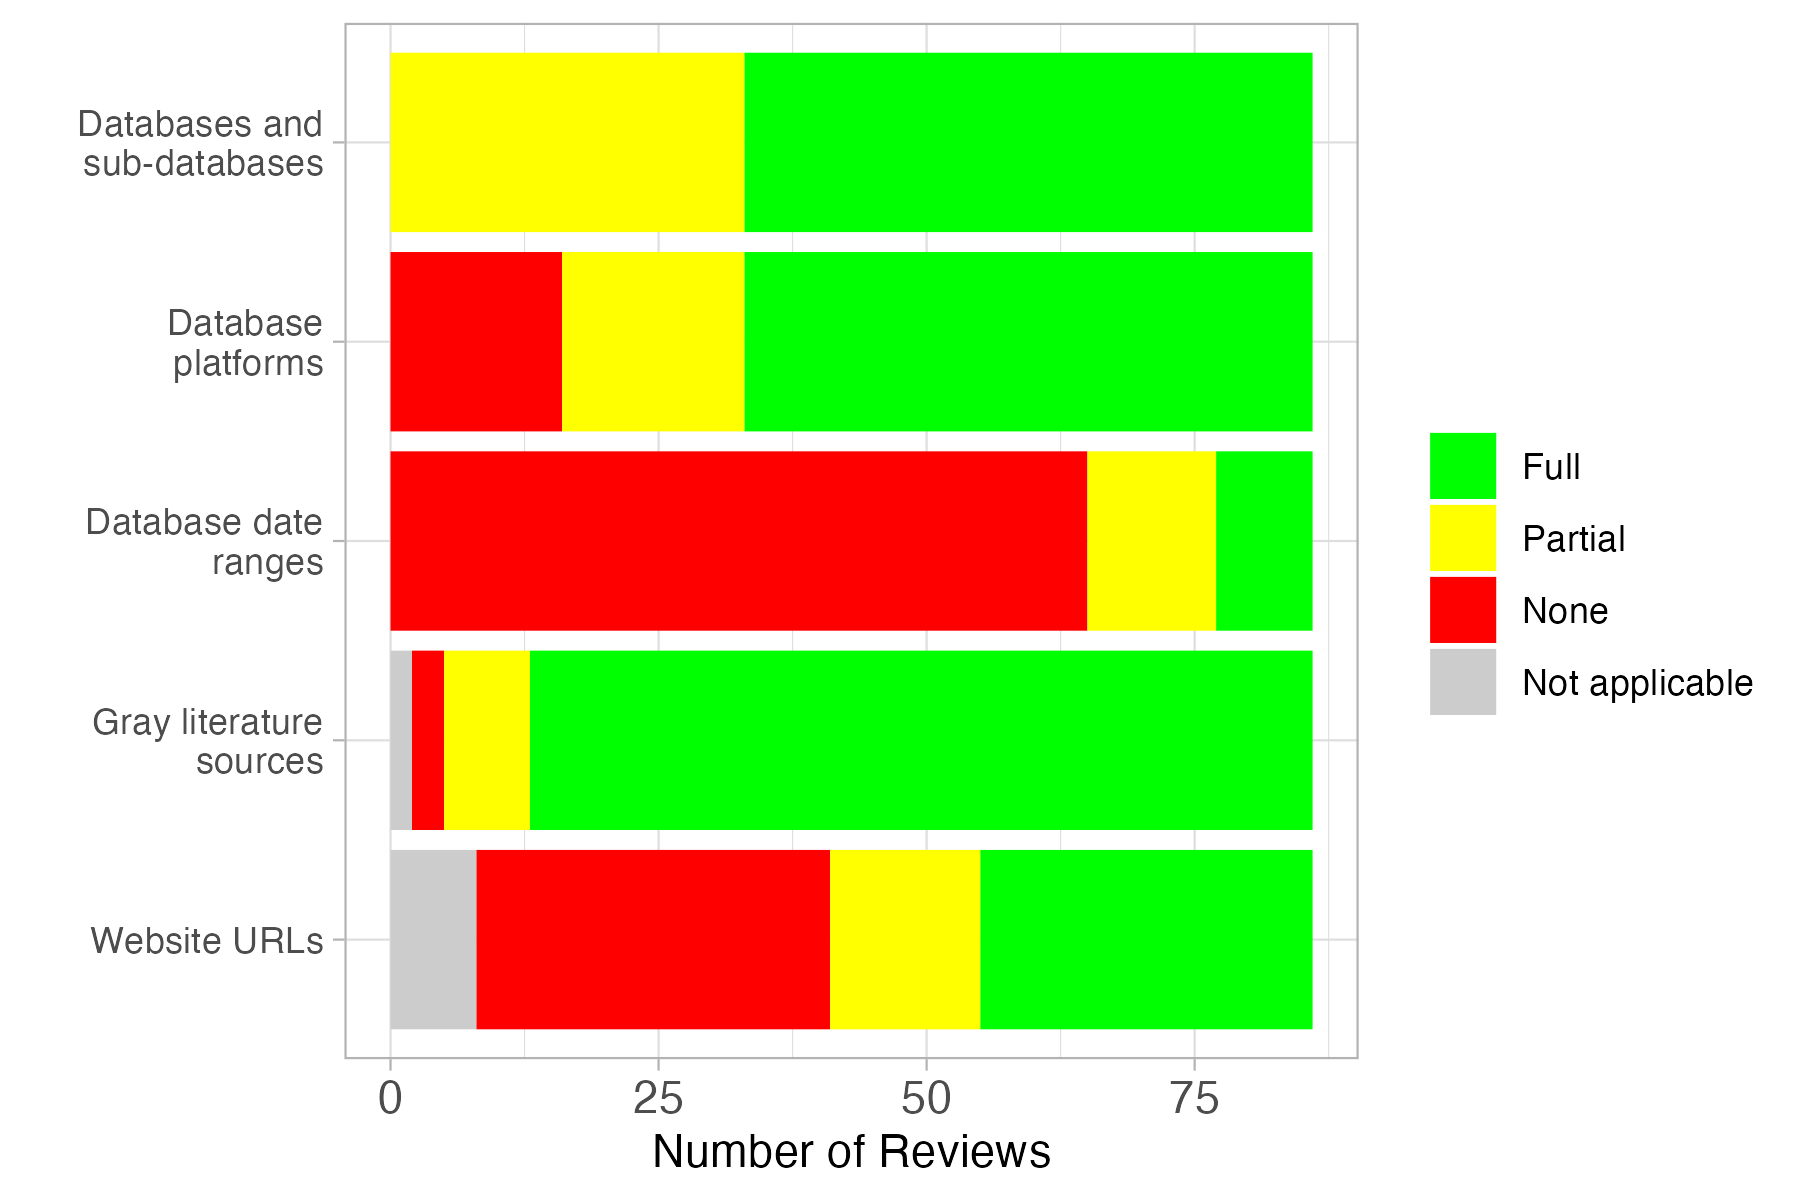 Databases and
sub-databases
Database
platforms
Database date
ranges
Gray literature
sources
Website URLs
0
25
50
75
Number of Reviews
Full
Partial
None
Not applicable